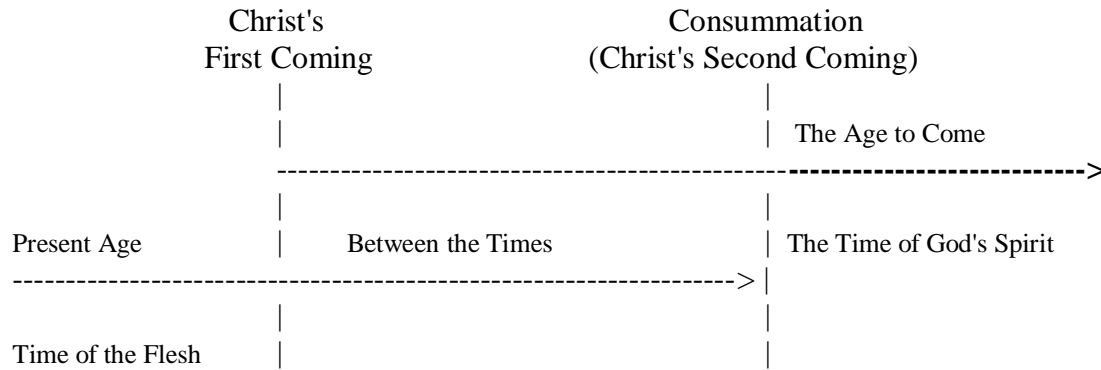 Christ's Consummation
First Coming (Christ's Second Coming)
The Age to Come
Present Age Between the Times The Time of God's Spirit
Time of the Flesh